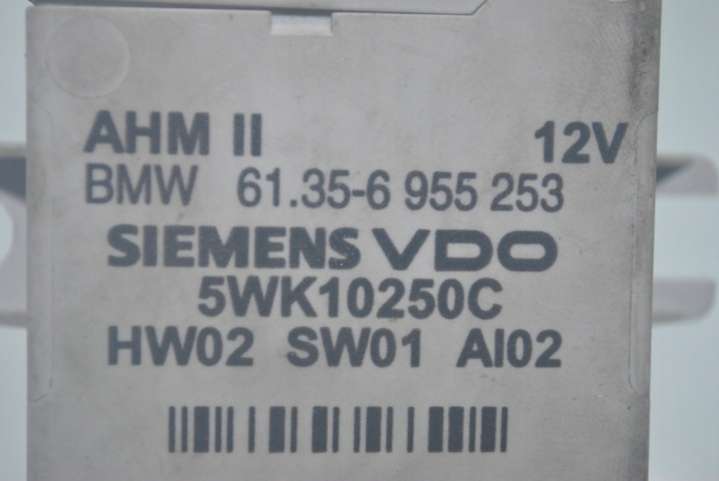 AHM II 12V
BMW 61.35-6 955 253
SIEMENS VDO
5WK10250C
HW02 SW01 AI02